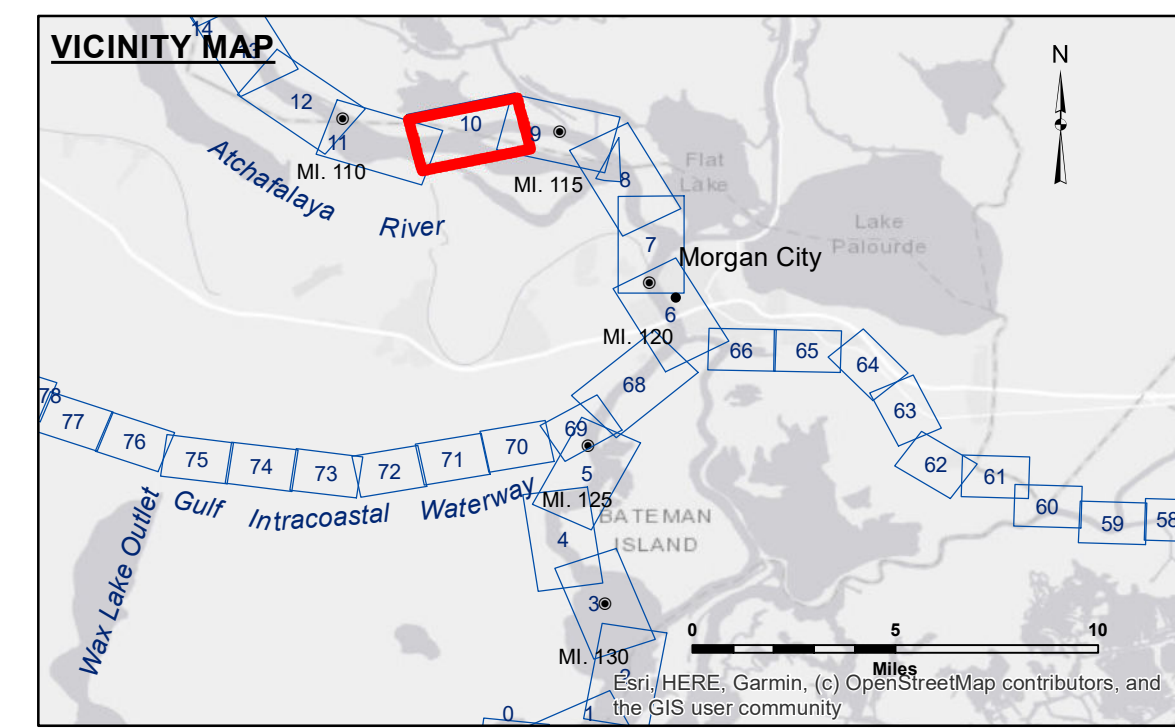 VICINITY MAP
N
14
13
12
11
10
9
8
7
6
MI. 110
MI. 115
Atchafalaya
River
Flat
Lake
Lake
Palourde
Morgan City
MI. 120
66
65
64
63
62
61
60
59
58
68
69
70
71
72
73
74
75
76
77
78
5
MI. 125
4
BATEMAN
ISLAND
Gulf Intracoastal Waterway
Wax Lake Outlet
3
MI. 130
2
1
0
0 5 10
Miles
Esri, HERE, Garmin, (c) OpenStreetMap contributors, and
the GIS user community